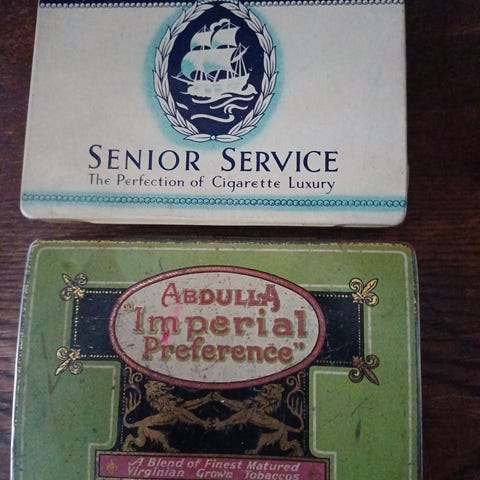 SENIOR SERVICE
The Perfection of Cigarette Luxury
ABDULLA
"Imperial
Preference"
A Blend of Finest Matured
Virginian Grown Tobaccos